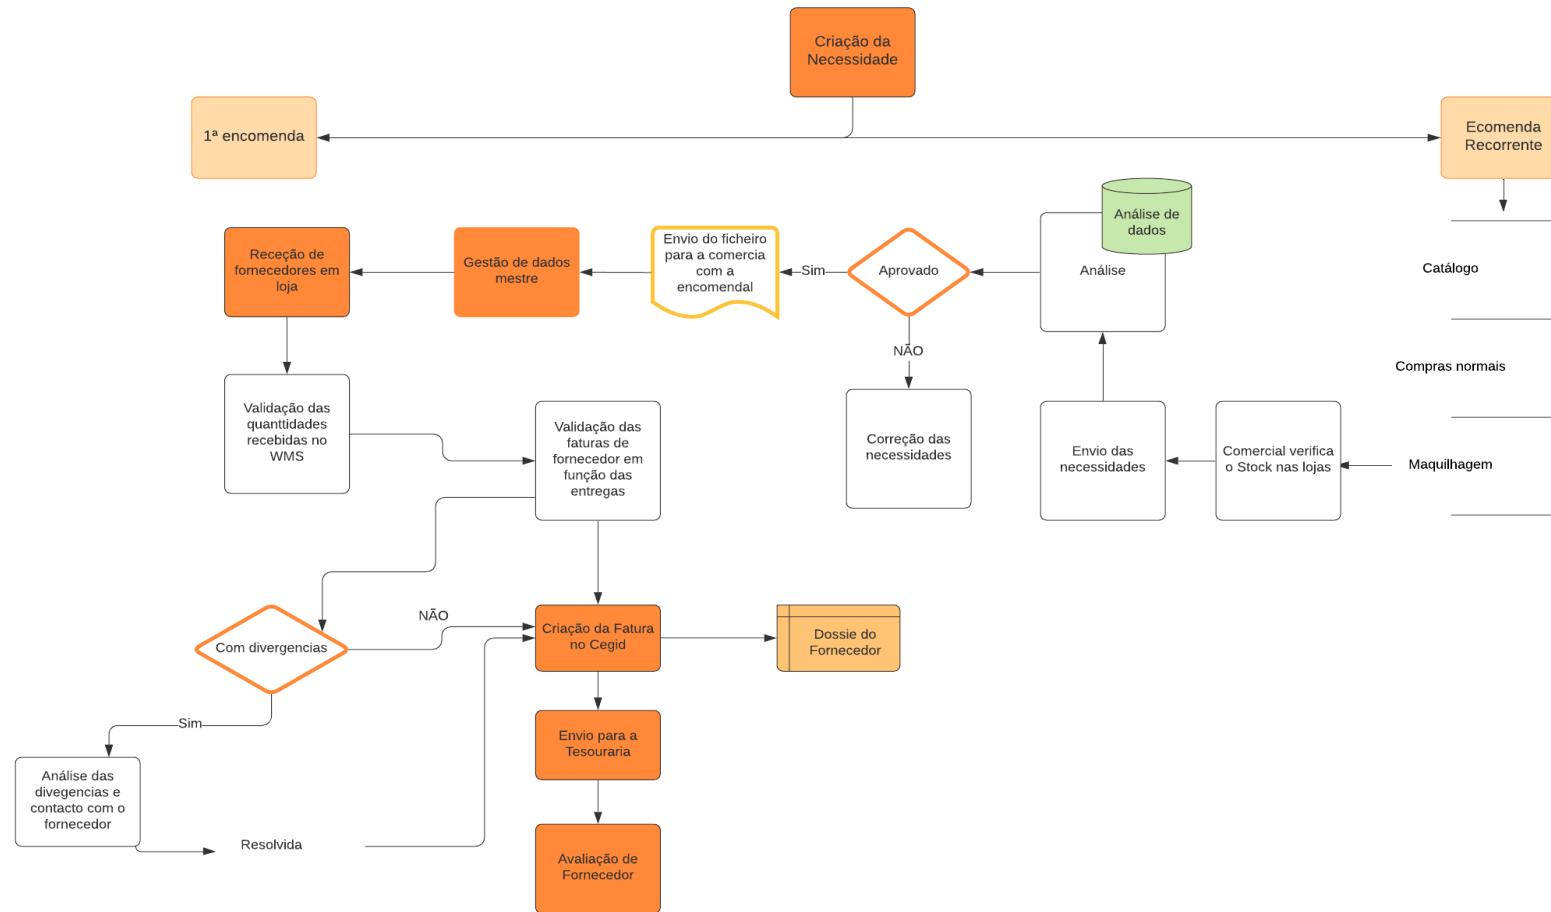 Criação da
Necessidade
1ª encomenda
Ecomenda
Recorrente
Análise de
dados
Receção de
fornecedores em
loja
Gestão de dados
mestre
Envio do ficheiro
para a comercia
com a
encomendal
Sim
Aprovado
Análise
Catálogo
NÃO
Compras normais
Validação das
quanttidades
recebidas no
WMS
Validação das
faturas de
fornecedor em
função das
entregas
Correção das
necessidades
Envio das
necessidades
Comercial verifica
o Stock nas lojas
Maquilhagem
Com divergencias
NÃO
Criação da Fatura
no Cegid
Dossie do
Fornecedor
Sim
Envio para a
Tesouraria
Análise das
divegencias e
contacto com o
fornecedor
Resolvida
Avaliação de
Fornecedor